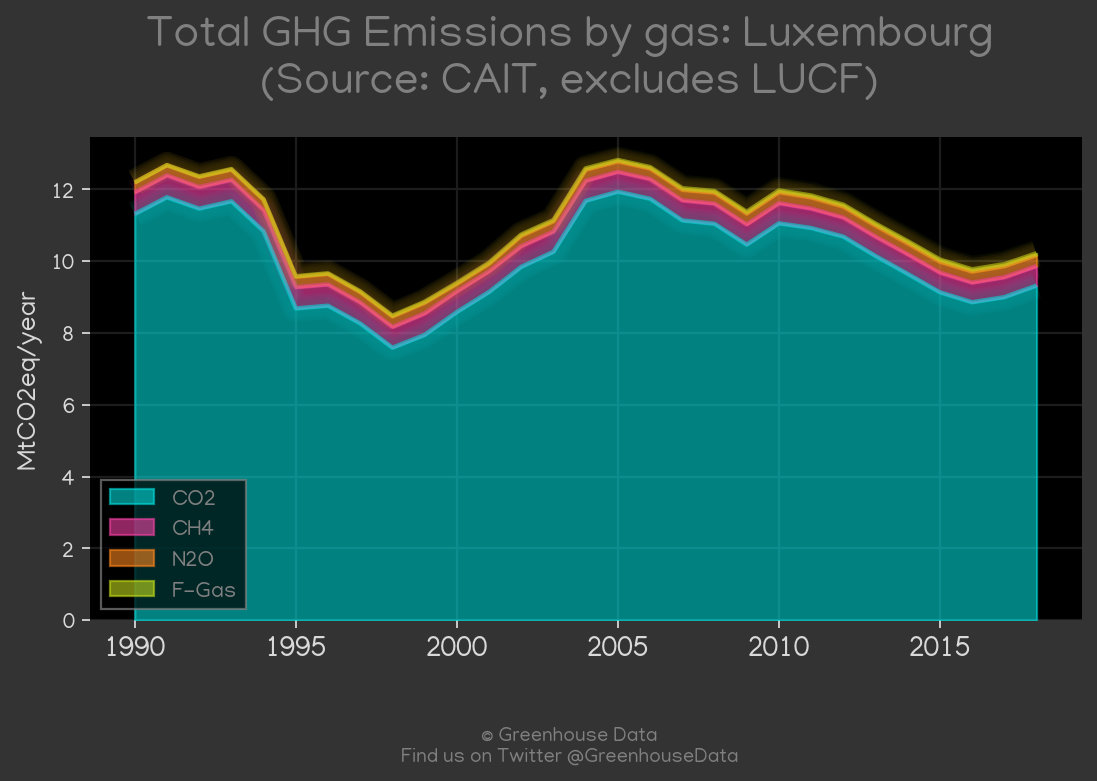 Total GHG Emissions by gas: Luxembourg
(Source: CAIT, excludes LUCF)
MtCO2eq/year
12
10
8
6
4
2
0
CO2
CH4
N2O
F-Gas
1990 1995 2000 2005 2010 2015
© Greenhouse Data
Find us on Twitter @GreenhouseData